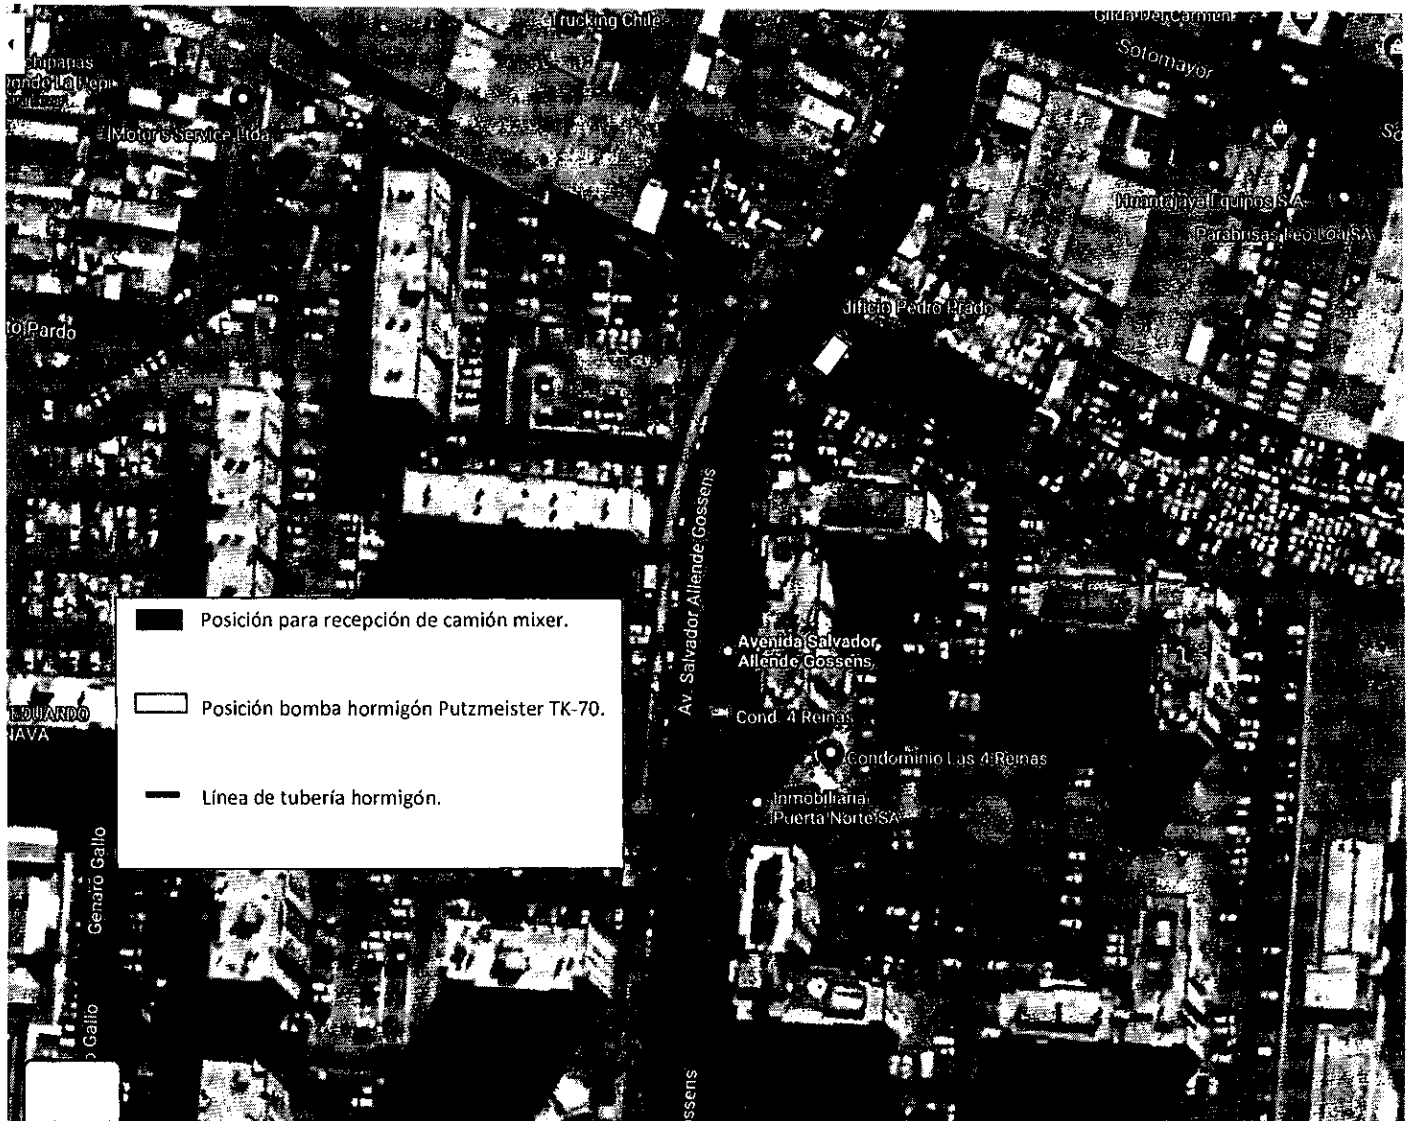 Trucking Chile
Gilda Del Carmen
Sotomayor
Motor's Service Ltda
Huantajaya Equipos S.A
Parabrisas Leo Loa SA
to Pardo
Jificio Pedro Prado
Av. Salvador Allende Gossens
Posición para recepción de camión mixer.
Posición bomba hormigón Putzmeister TK-70.
Línea de tubería hormigón.
Avenida Salvador
Allende Gossens
EDUARDO
NAVA
Cond. 4 Reinas
Condominio Las 4 Reinas
Inmobiliaria
Puerta Norte SA
Genaro Gallo
o Gallo
ssens